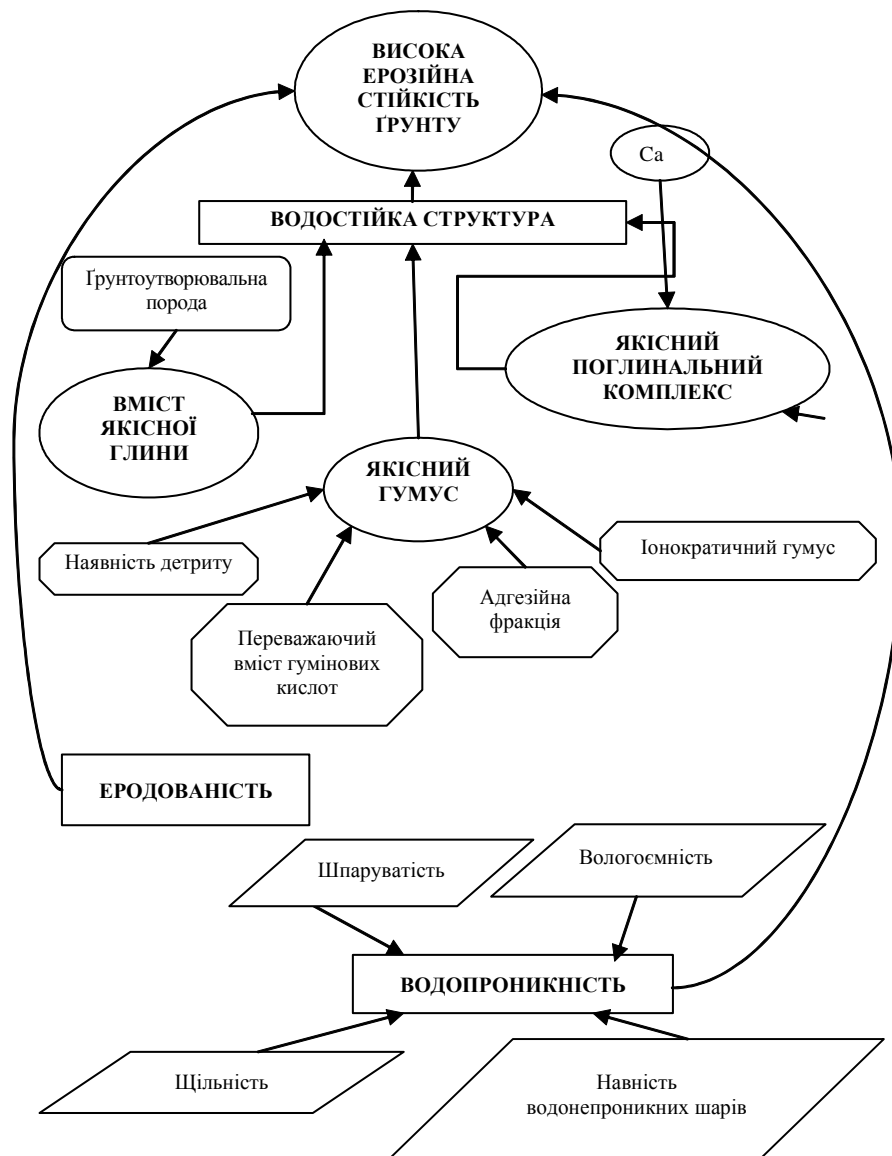 ВИСОКА
ЕРОЗІЙНА
СТІЙКІСТЬ
ҐРУНТУ
Ca
ВОДОСТІЙКА СТРУКТУРА
Ґрунтоутворювальна
порода
ЯКІСНИЙ
ПОГЛИНАЛЬНИЙ
КОМПЛЕКС
ВМІСТ
ЯКІСНОЇ
ГЛИНИ
ЯКІСНИЙ
ГУМУС
Наявність детриту
Іонократичний гумус
Адгезійна
фракція
Переважаючий
вміст гумінових
кислот
ЕРОДОВАНІСТЬ
Шпаруватість
Вологоємність
ВОДОПРОНИКНІСТЬ
Щільність
Навність
водонепроникних шарів